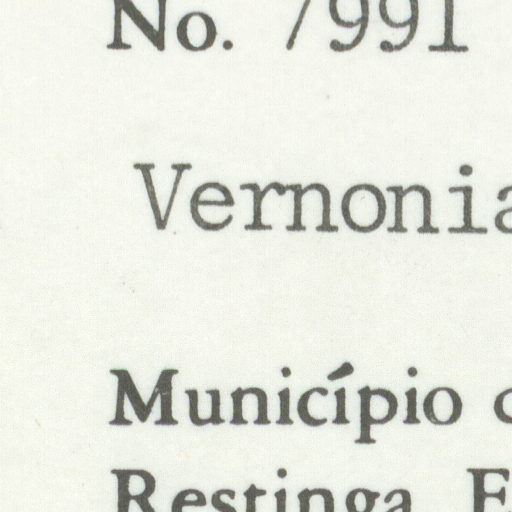 No. 7991
Vernonia
Município
Restinga